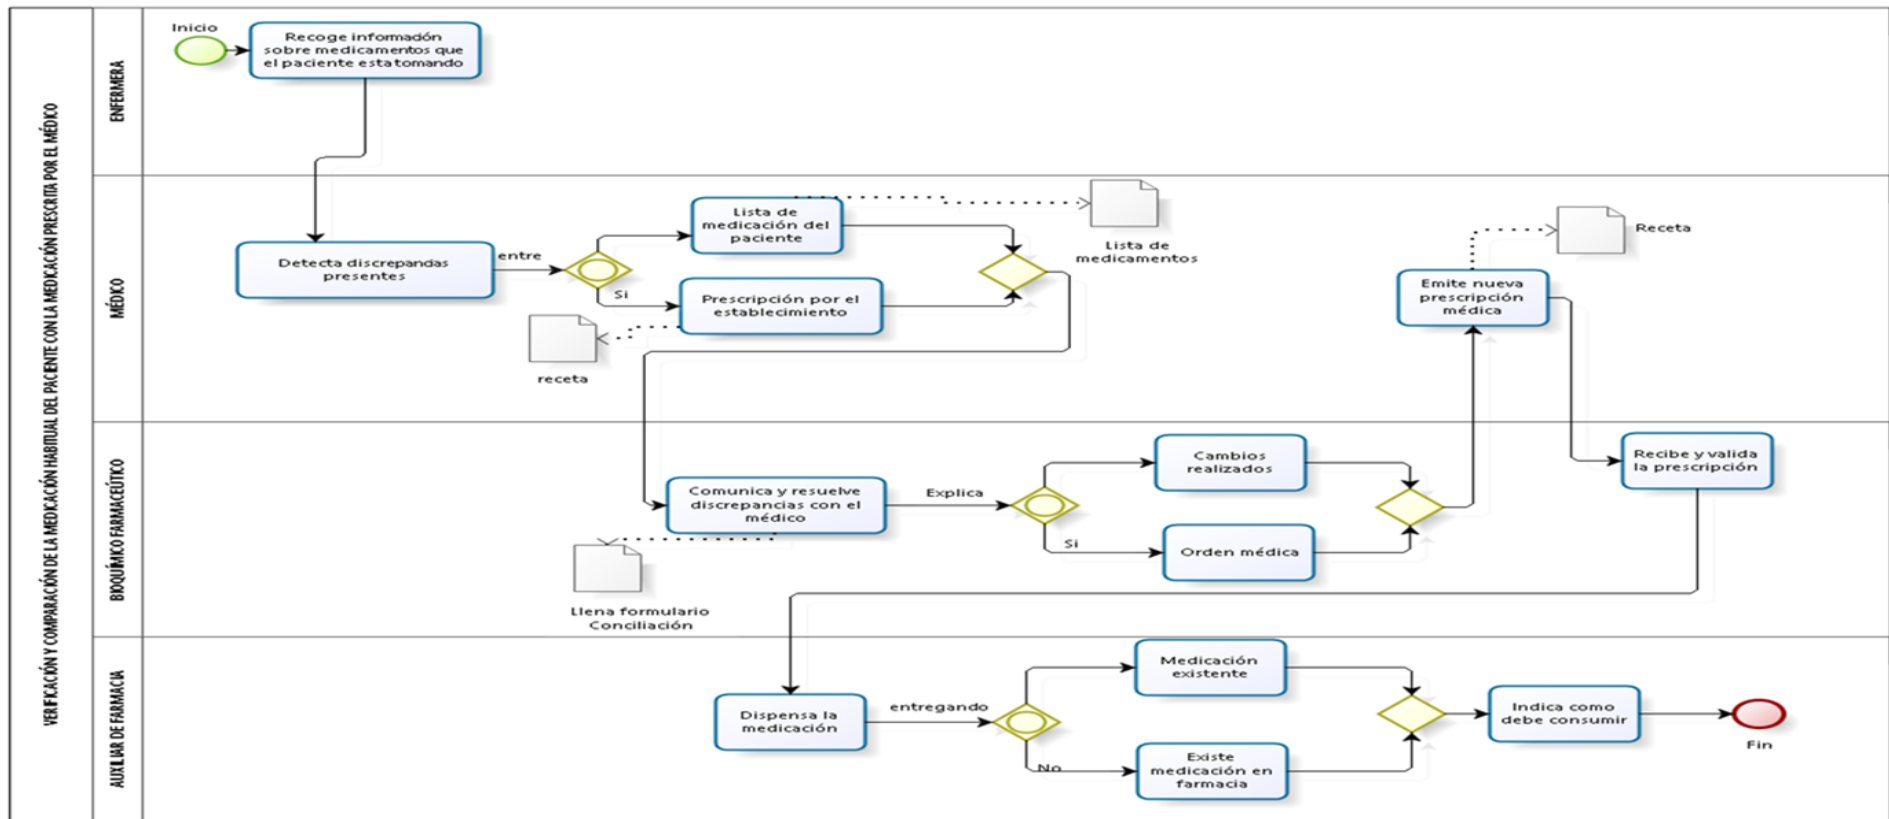 VERIFICACIÓN Y COMPARACIÓN DE LA MEDICACIÓN HABITUAL DEL PACIENTE CON LA MEDICACIÓN PRESCRITA POR EL MÉDICO
ENFERMERA
Inicio
Recoge información
sobre medicamentos que
el paciente esta tomando
MÉDICO
Detecta discrepancias
presentes
entre
Si
Lista de
medicación del
paciente
Prescripción por el
establecimiento
receta
Lista de
medicamentos
Emite nueva
prescripción
médica
Receta
BIOQUÍMICO FARMACEÚTICO
Comunica y resuelve
discrepancias con el
médico
Llena formulario
Conciliación
Explica
Si
Cambios
realizados
Orden médica
Recibe y valida
la prescripción
AUXILIAR DE FARMACIA
Dispensa la
medicación
entregando
No
Medicación
existente
Existe
medicación en
farmacia
Indica como
debe consumir
Fin